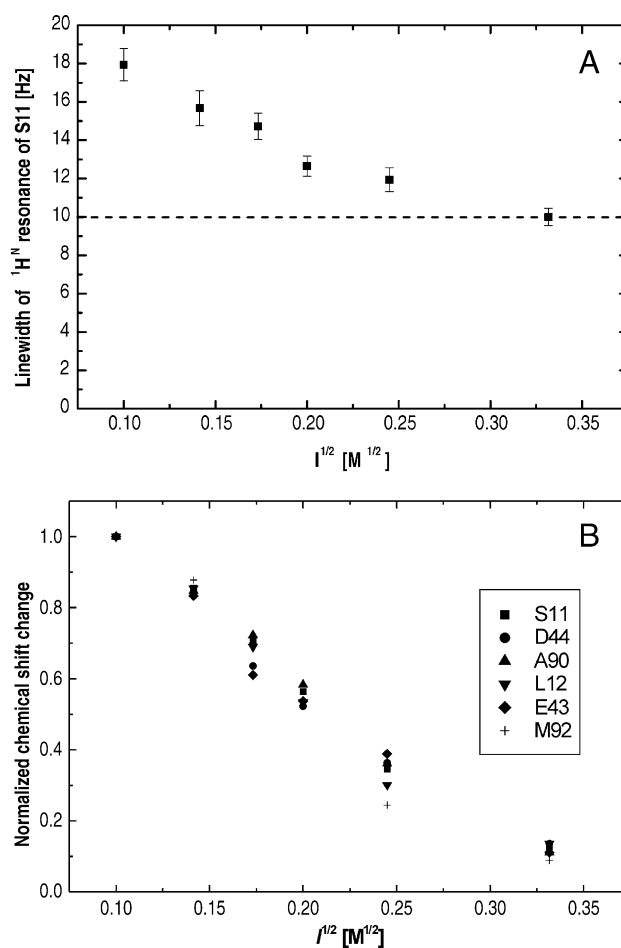 A
Linewidth of ¹Hᴺ resonance of S11 [Hz]
20
18
16
14
12
10
8
6
4
2
0
0.10
0.15
0.20
0.25
0.30
0.35
I^1/2 [M^1/2]
B
Normalized chemical shift change
1.0
0.8
0.6
0.4
0.2
0.0
S11
D44
A90
L12
E43
M92
0.10
0.15
0.20
0.25
0.30
0.35
I^1/2 [M^1/2]